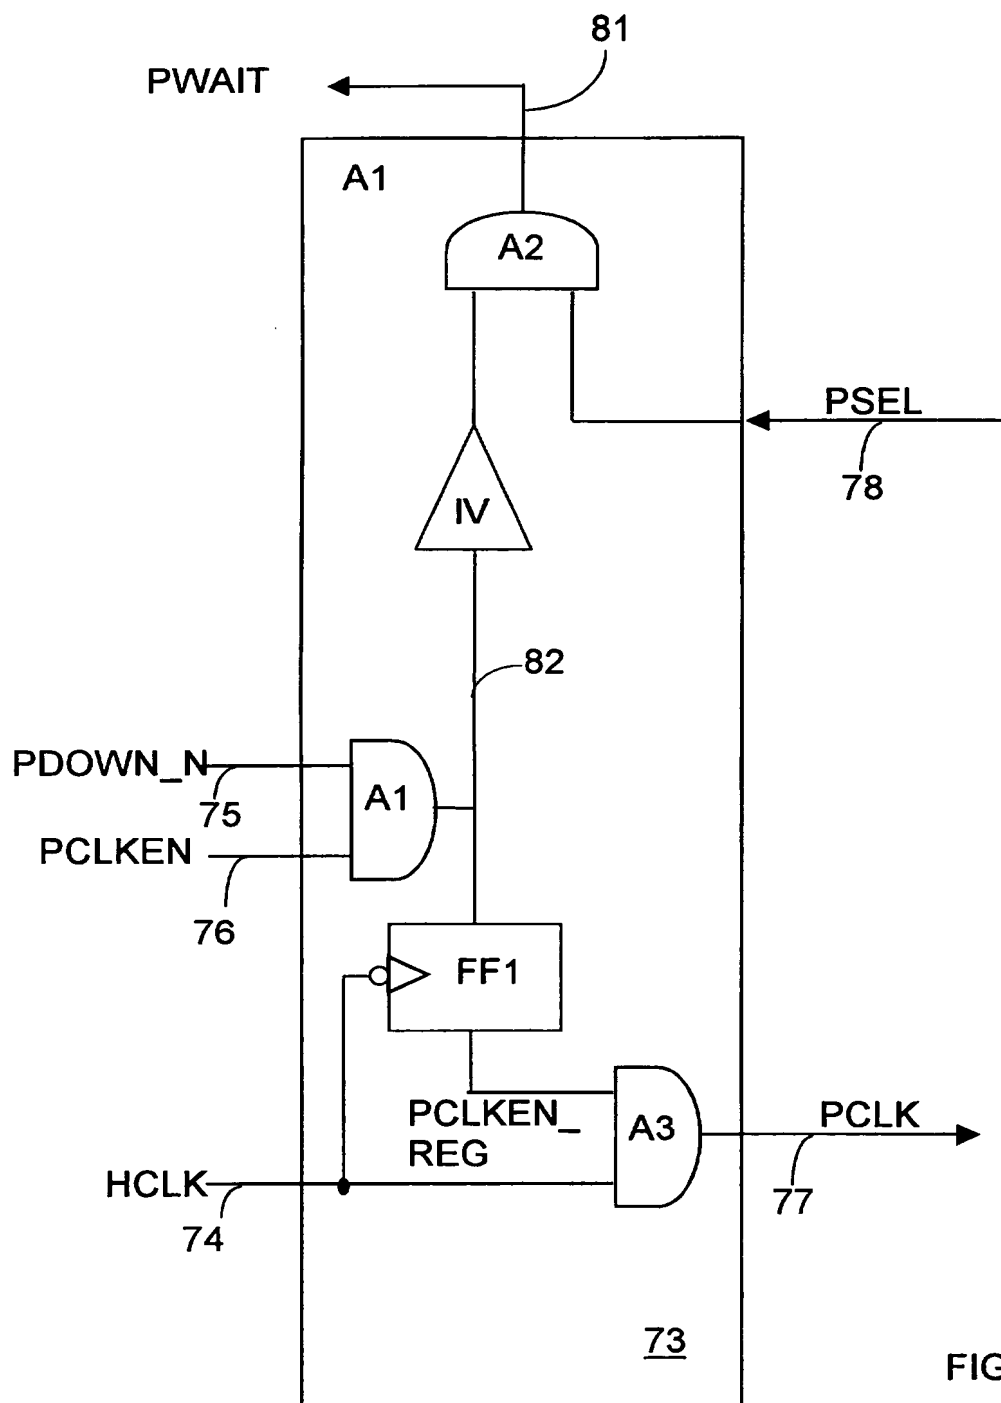 81
PWAIT
A1
A2
PSEL
78
IV
82
PDOWN_N
75
A1
PCLKEN
76
FF1
PCLKEN_
REG
A3
PCLK
77
HCLK
74
73
FIG